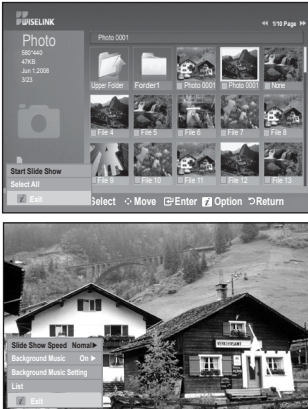 WISELINK
1/10 Page
Photo
Photo 0001
580*440
47KB
Jun 1,2008
3/23
Upper Folder Forder1 Photo 0001 Photo 0001 None
File 4 File 5 File 6 File 7 File 8
File 9 File 10 File 11 File 12 File 13
Start Slide Show
Select All
Exit
Select Move Enter Option Return
Slide Show Speed Nomal
Background Music On
Background Music Setting
List
Exit